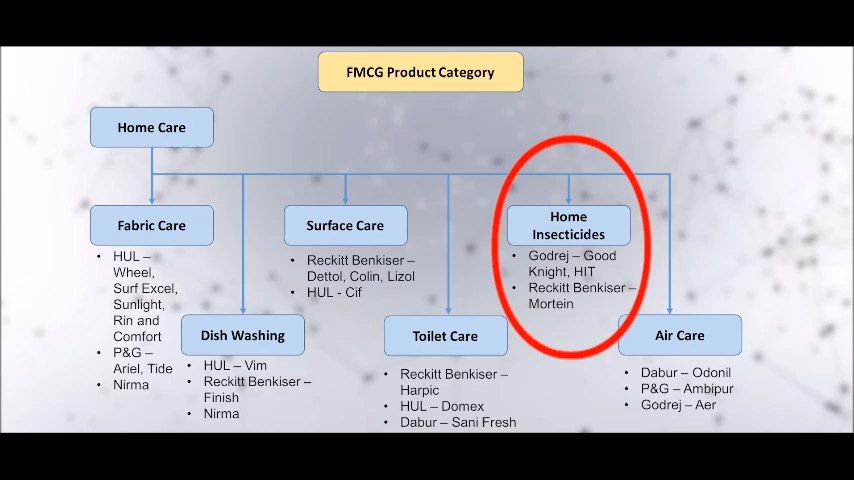 FMCG Product Category
Home Care
Fabric Care
• HUL –
Wheel,
Surf Excel,
Sunlight,
Rin and
Comfort
• P&G –
Ariel, Tide
• Nirma
Dish Washing
• HUL – Vim
• Reckitt Benkiser –
Finish
• Nirma
Surface Care
• Reckitt Benkiser –
Dettol, Colin, Lizol
• HUL - Cif
Toilet Care
• Reckitt Benkiser –
Harpic
• HUL – Domex
• Dabur – Sani Fresh
Home
Insecticides
• Godrej – Good
Knight, HIT
• Reckitt Benkiser –
Mortein
Air Care
• Dabur – Odonil
• P&G – Ambipur
• Godrej – Aer